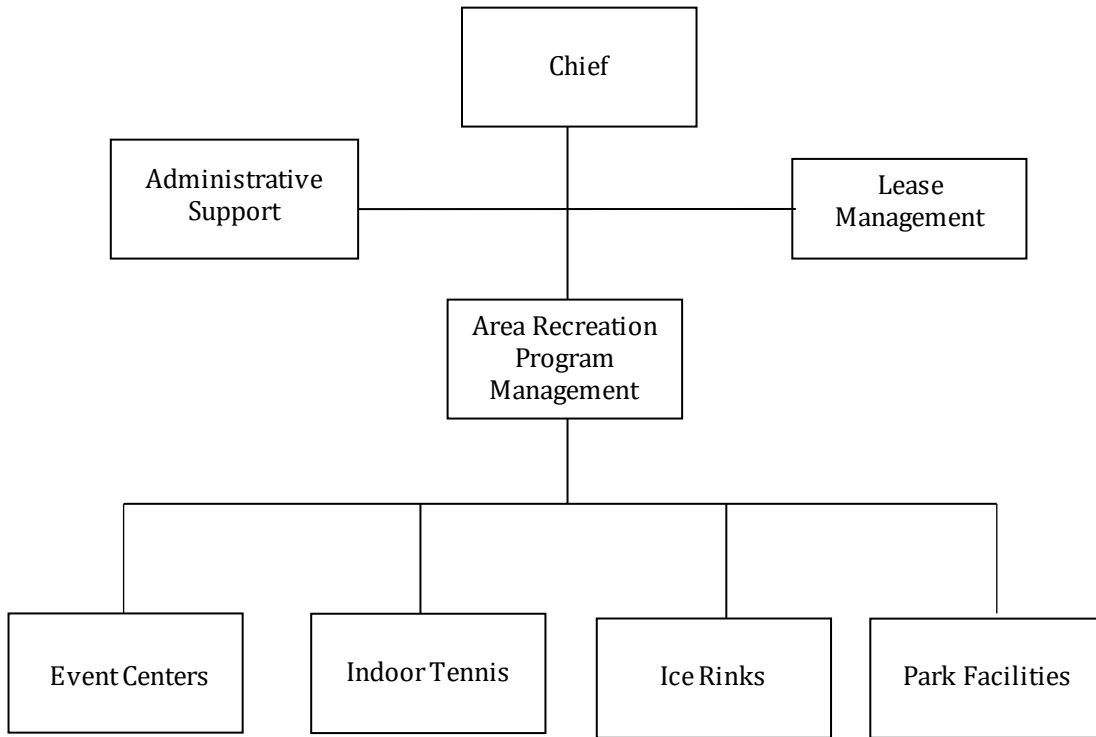 Chief
Administrative
Support
Lease
Management
Area Recreation
Program
Management
Event Centers
Indoor Tennis
Ice Rinks
Park Facilities